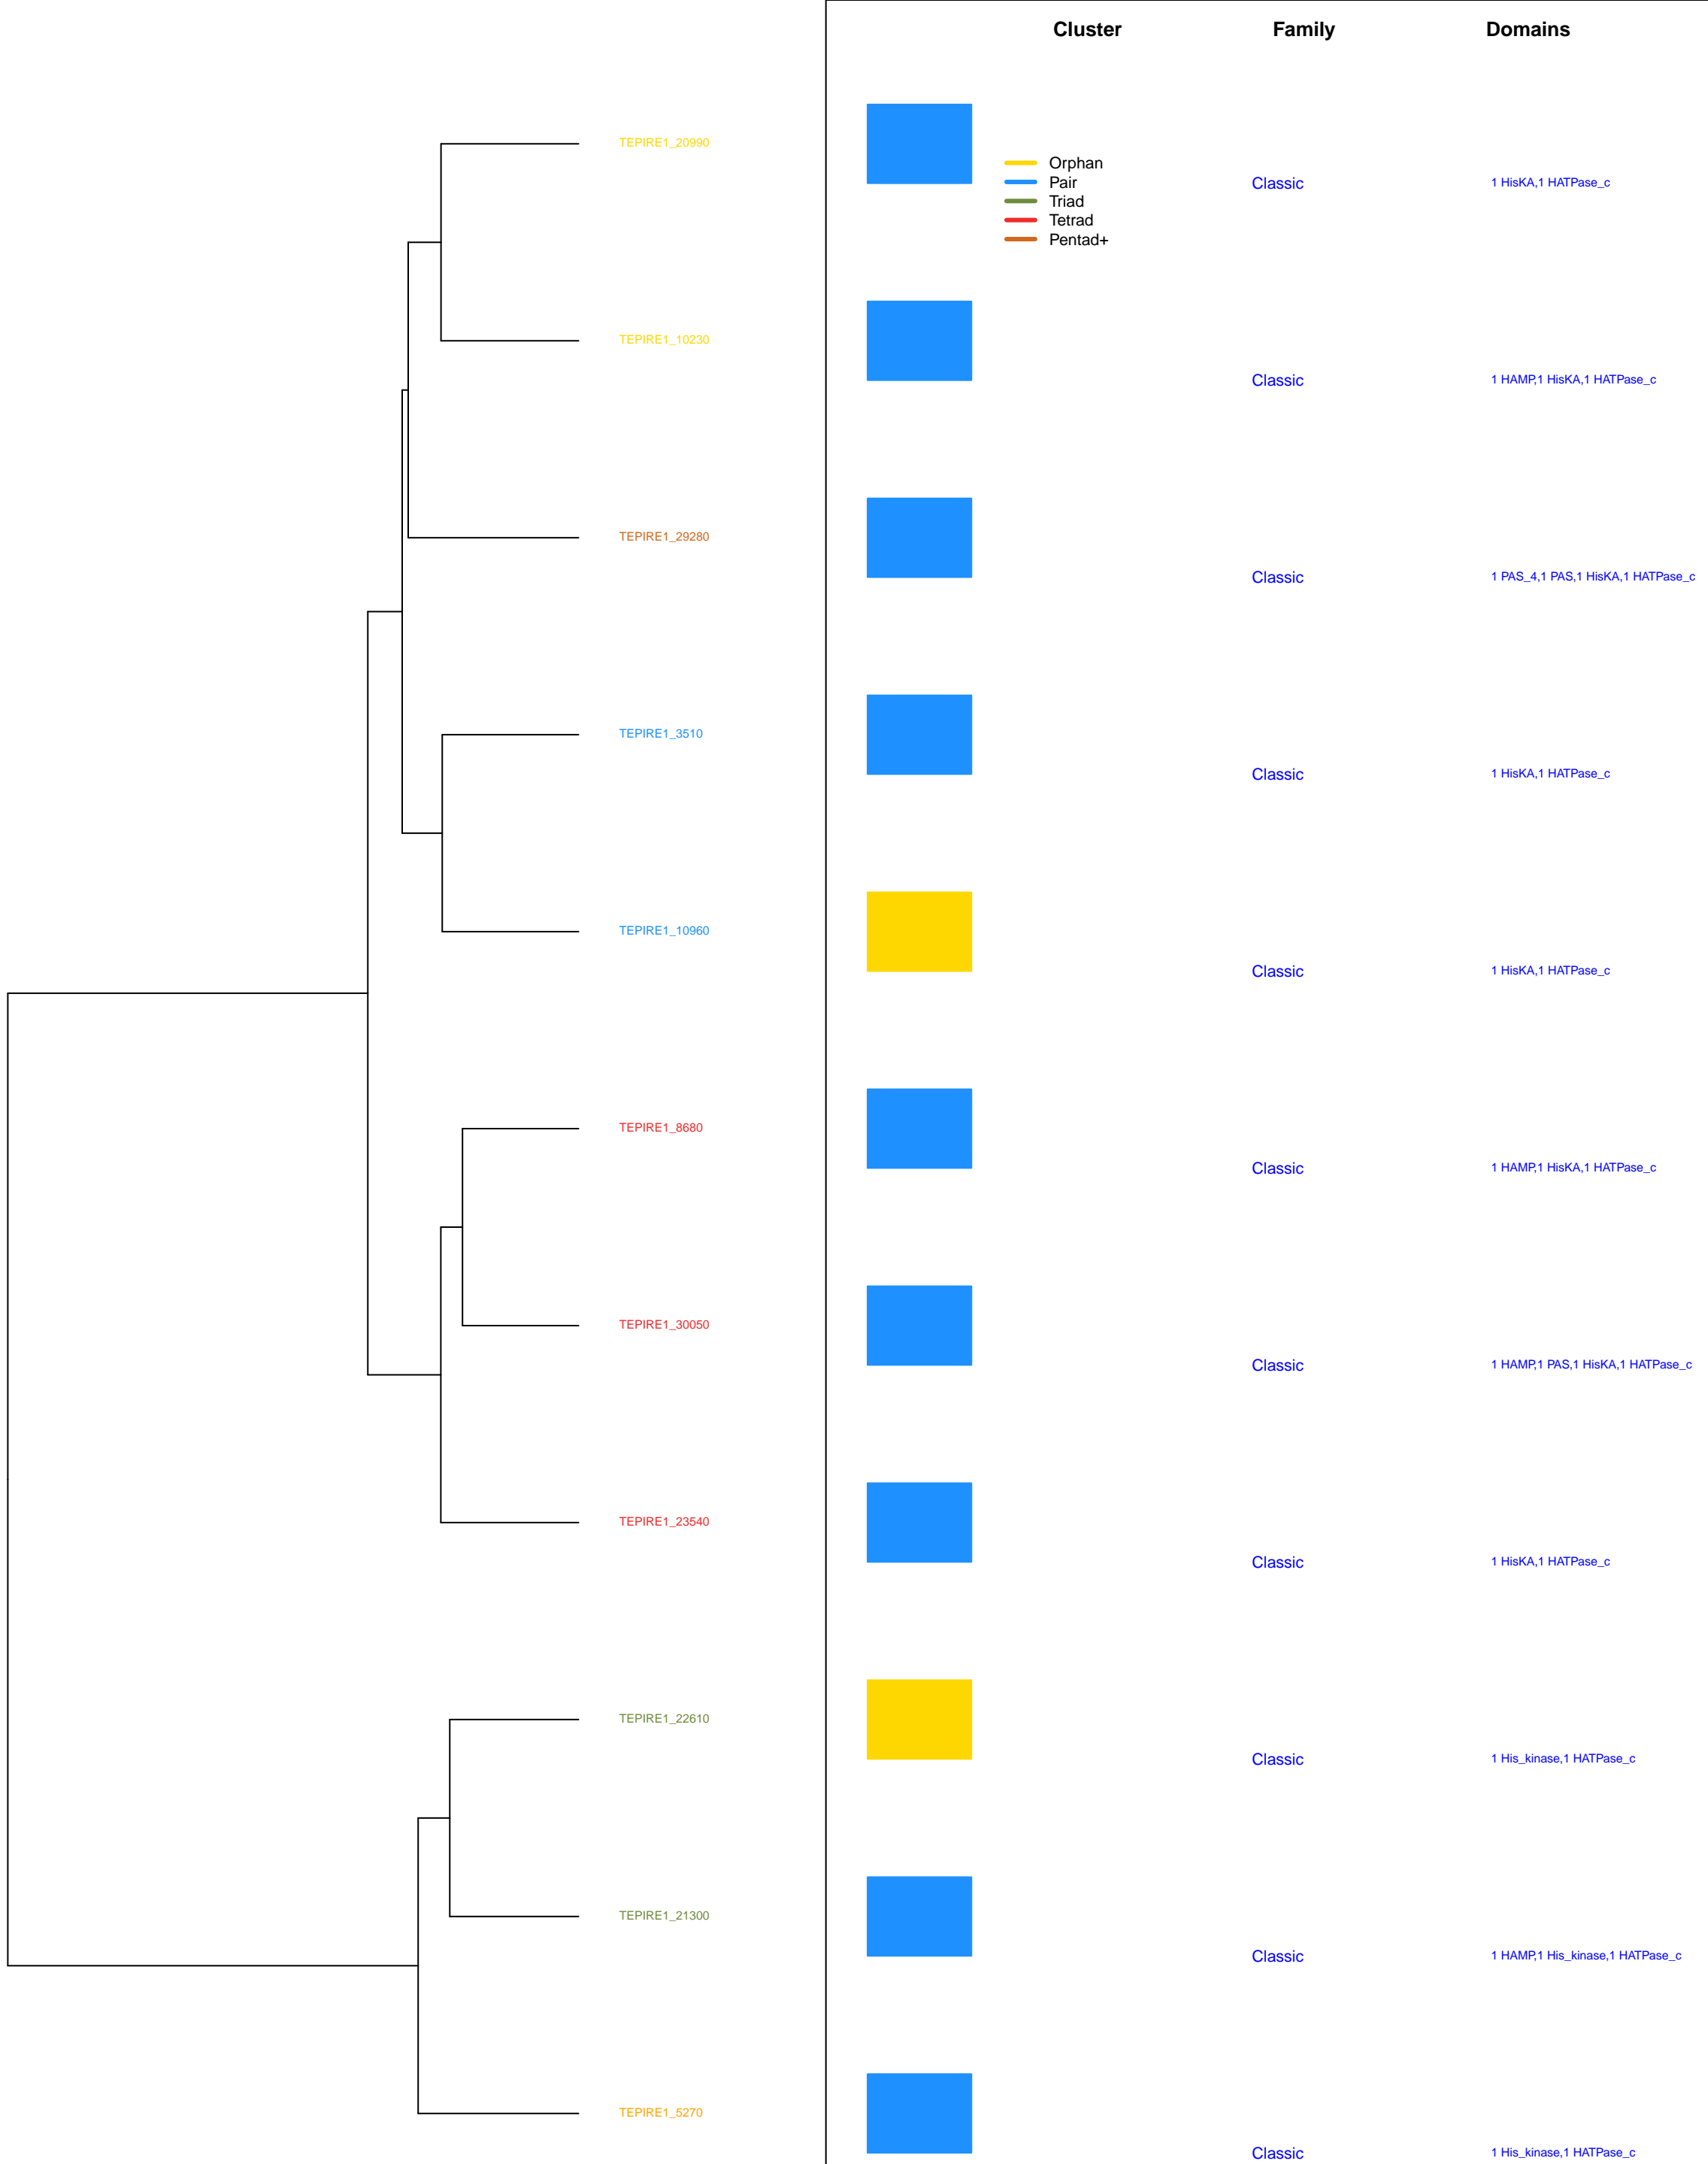 Cluster Family Domains
TEPIRE1_20990
Orphan
Pair
Classic 1 HisKA,1 HATPase_c
Triad
Tetrad
Pentad+
TEPIRE1_10230
Classic 1 HAMP,1 HisKA,1 HATPase_c
TEPIRE1_29280
Classic 1 PAS_4,1 PAS,1 HisKA,1 HATPase_c
TEPIRE1_3510
Classic 1 HisKA,1 HATPase_c
TEPIRE1_10960
Classic 1 HisKA,1 HATPase_c
TEPIRE1_8680
Classic 1 HAMP,1 HisKA,1 HATPase_c
TEPIRE1_30050
Classic 1 HAMP,1 PAS,1 HisKA,1 HATPase_c
TEPIRE1_23540
Classic 1 HisKA,1 HATPase_c
TEPIRE1_22610
Classic 1 His_kinase,1 HATPase_c
TEPIRE1_21300
Classic 1 HAMP,1 His_kinase,1 HATPase_c
TEPIRE1_5270
Classic 1 His_kinase,1 HATPase_c